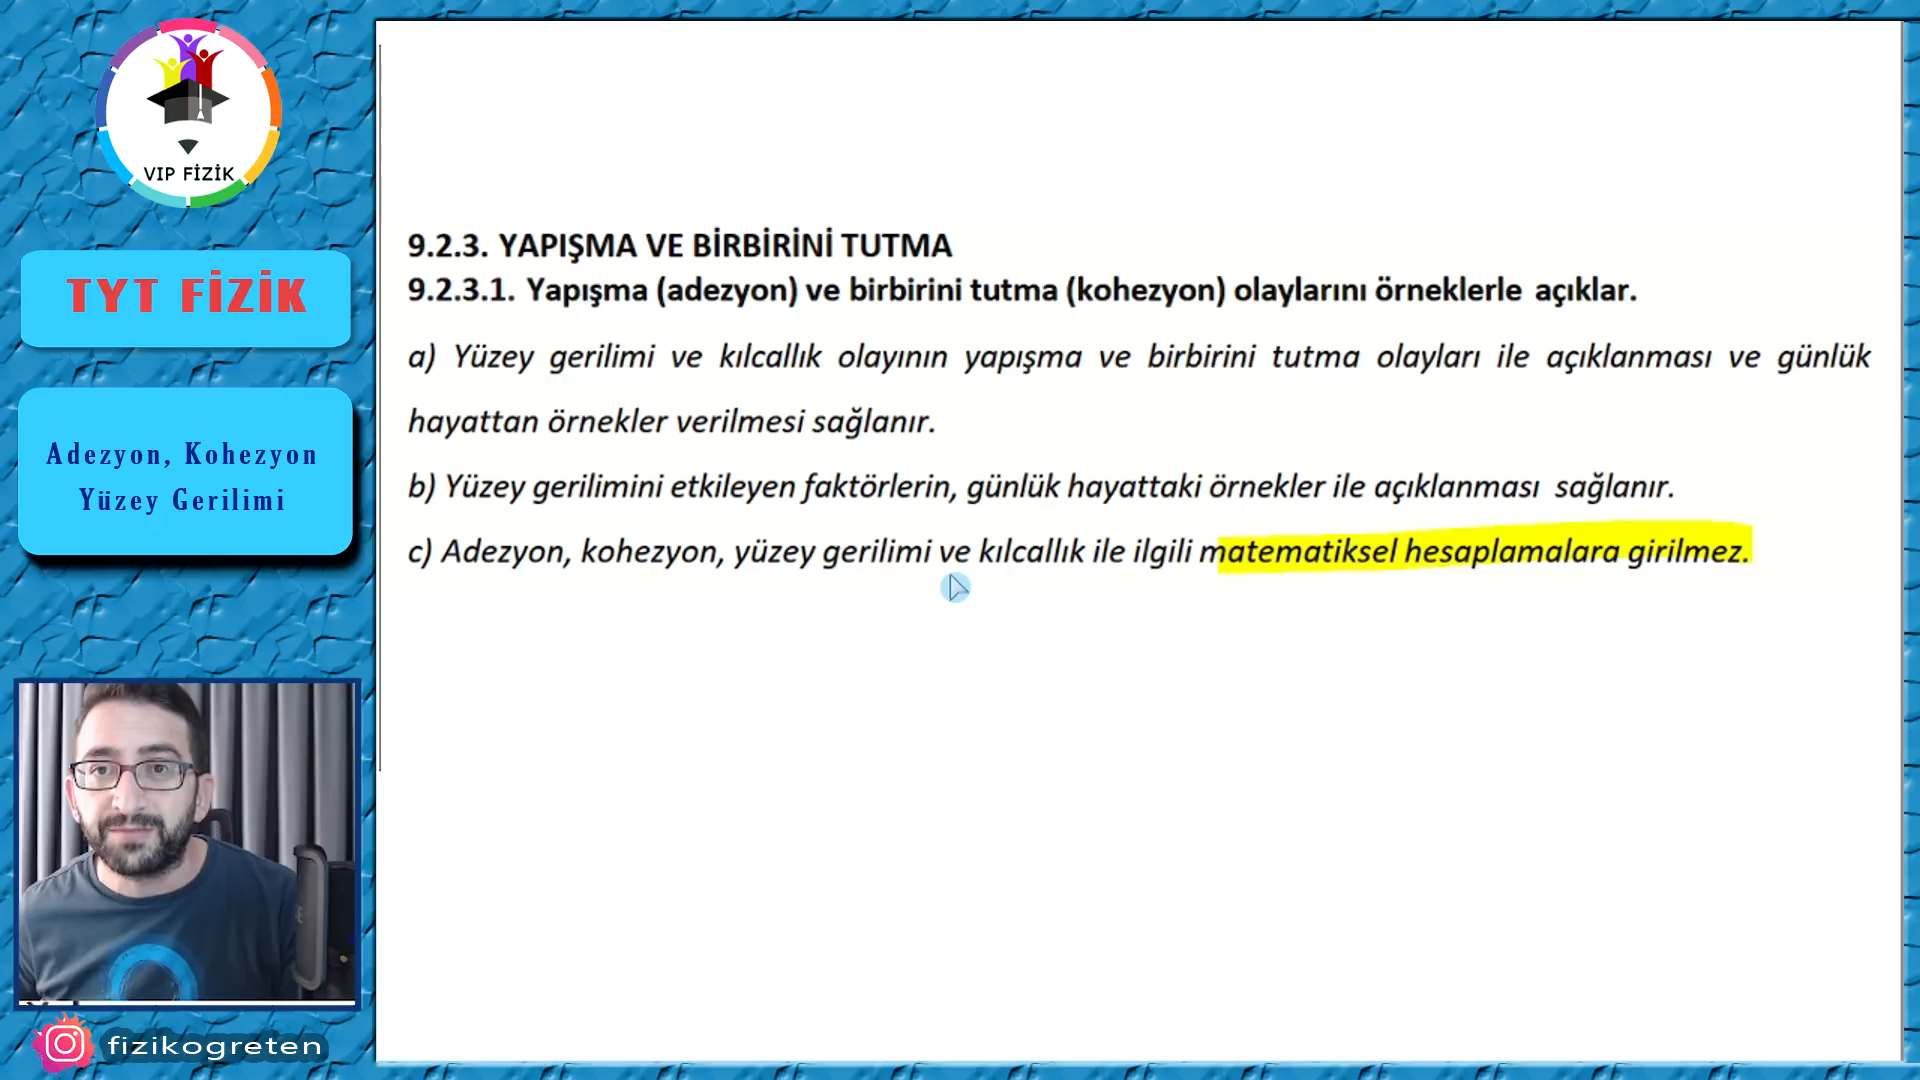 VIP FİZİK
TYT FİZİK
Adezyon, Kohezyon
Yüzey Gerilimi
fizikogreten
9.2.3. YAPIŞMA VE BİRBİRİNİ TUTMA
9.2.3.1. Yapışma (adezyon) ve birbirini tutma (kohezyon) olaylarını örneklerle açıklar.
a) Yüzey gerilimi ve kılcallık olayının yapışma ve birbirini tutma olayları ile açıklanması ve günlük
hayattan örnekler verilmesi sağlanır.
b) Yüzey gerilimini etkileyen faktörlerin, günlük hayattaki örnekler ile açıklanması sağlanır.
c) Adezyon, kohezyon, yüzey gerilimi ve kılcallık ile ilgili matematiksel hesaplamalara girilmez.